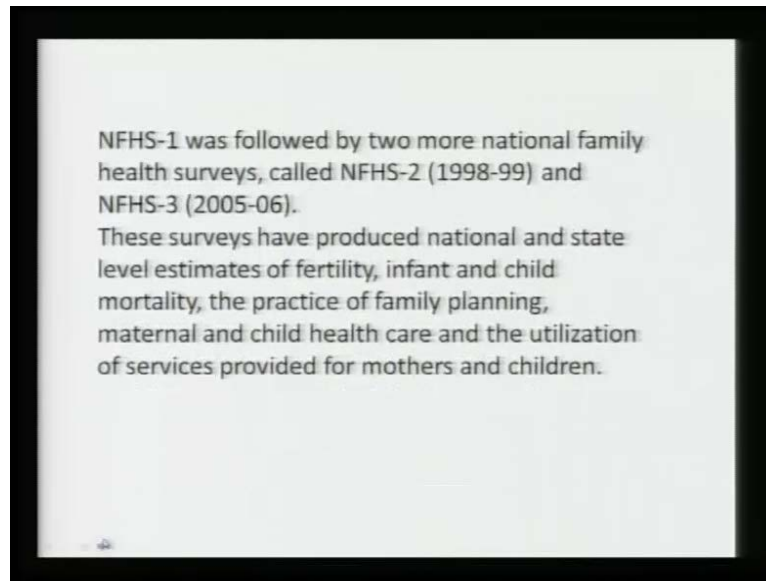 NFHS-1 was followed by two more national family
health surveys, called NFHS-2 (1998-99) and
NFHS-3 (2005-06).
These surveys have produced national and state
level estimates of fertility, infant and child
mortality, the practice of family planning,
maternal and child health care and the utilization
of services provided for mothers and children.